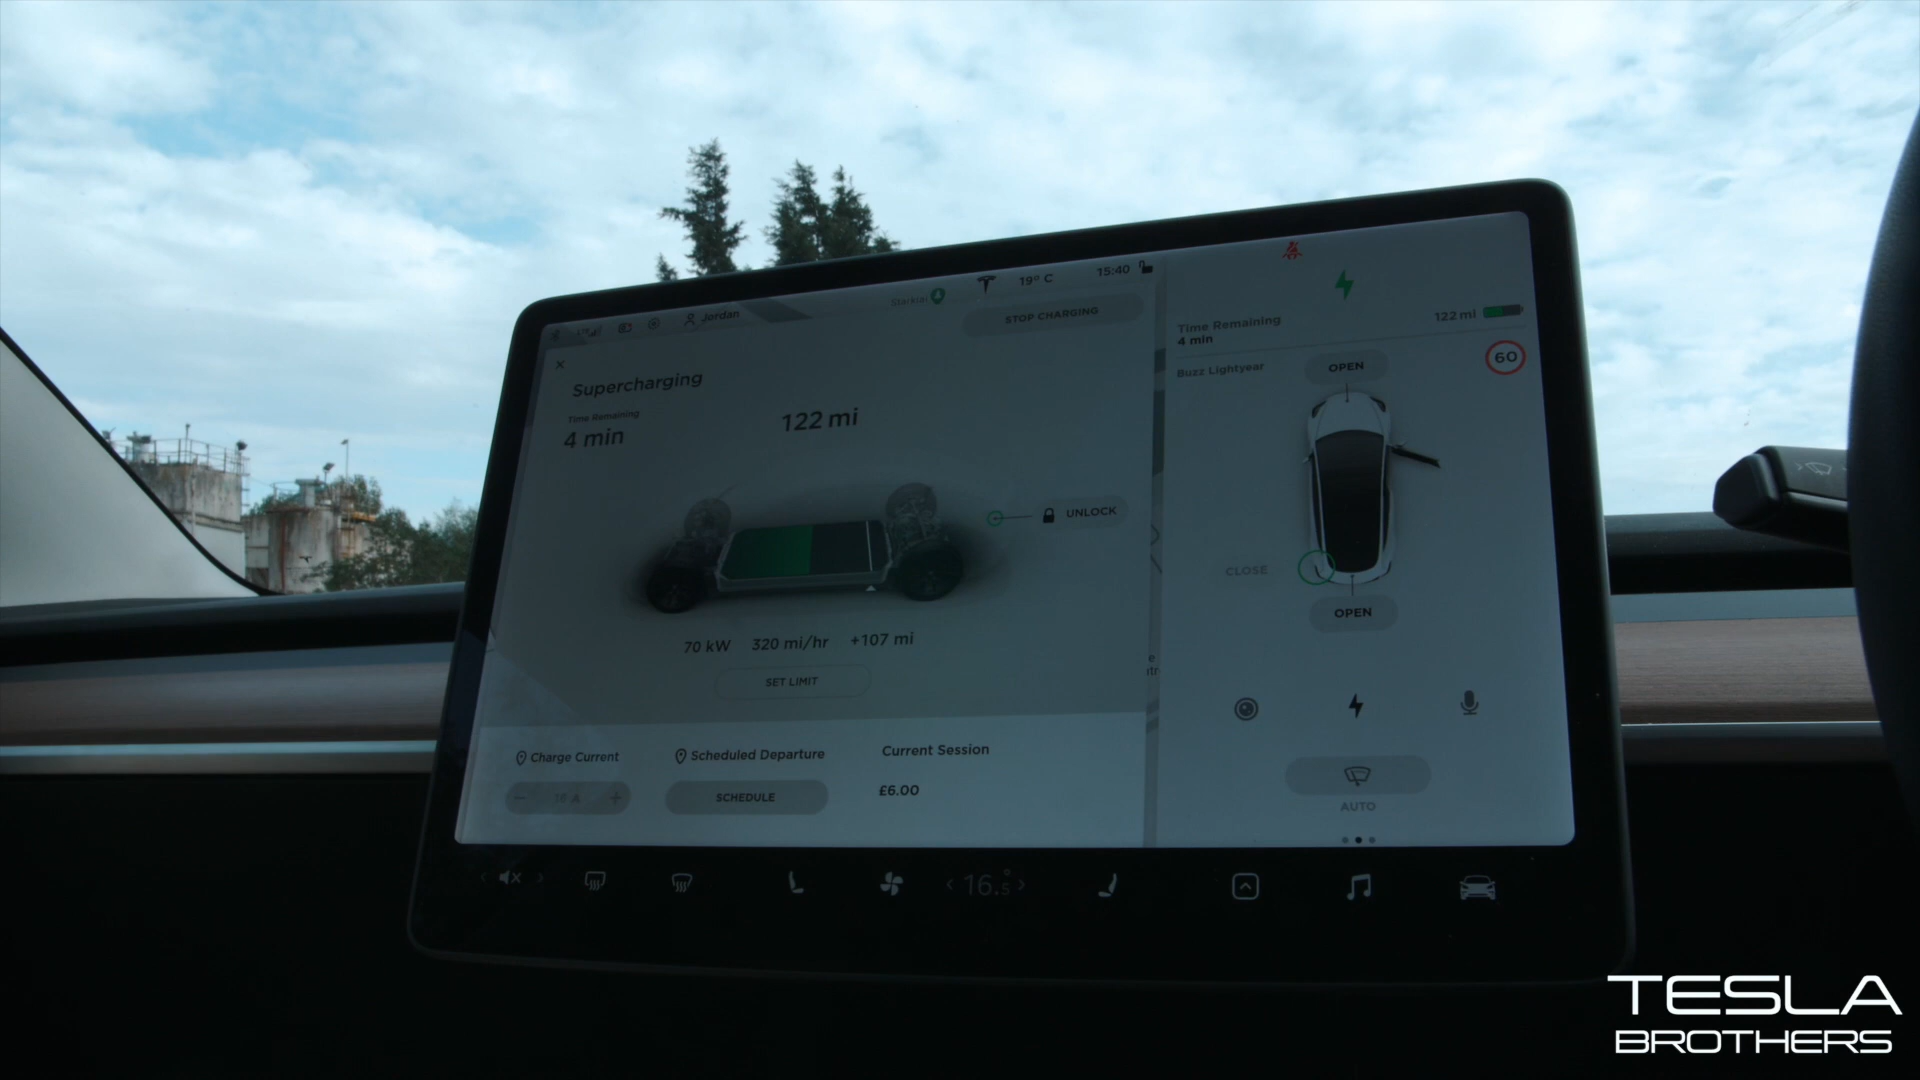 LTE
Jordan
Starklai
19° C
15:40
STOP CHARGING
Supercharging
Time Remaining
4 min
122 mi
UNLOCK
70 kW 320 mi/hr +107 mi
SET LIMIT
Charge Current
Scheduled Departure
SCHEDULE
Current Session
£6.00
Time Remaining
4 min
122 mi
Buzz Lightyear
60
OPEN
CLOSE
OPEN
AUTO
16.5
TESLA
BROTHERS